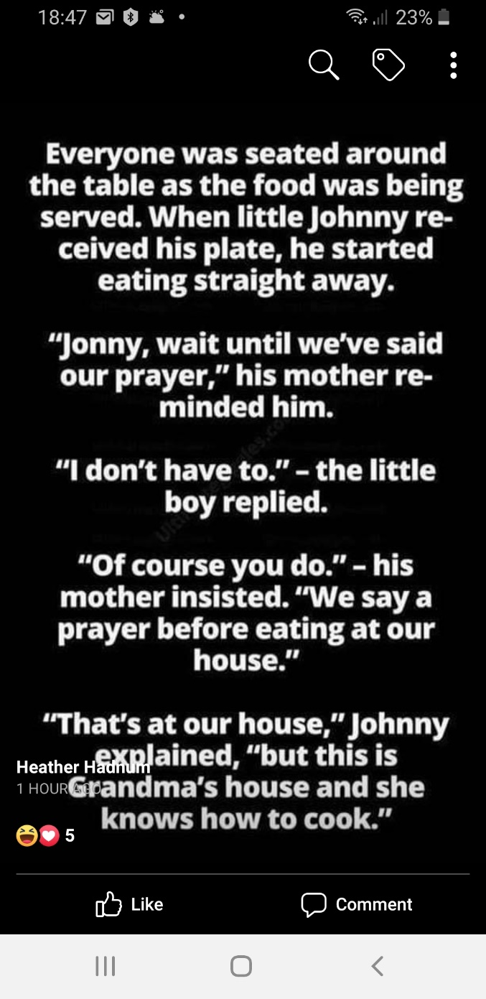 18:47
23%
Everyone was seated around
the table as the food was being
served. When little Johnny re-
ceived his plate, he started
eating straight away.
“Jonny, wait until we’ve said
our prayer,” his mother re-
minded him.
“I don’t have to.” – the little
boy replied.
“Of course you do.” – his
mother insisted. “We say a
prayer before eating at our
house.”
“That’s at our house,” Johnny
explained, “but this is
Grandma’s house and she
knows how to cook.”
Heather Hadnum
1 HOUR AGO
5
Like
Comment